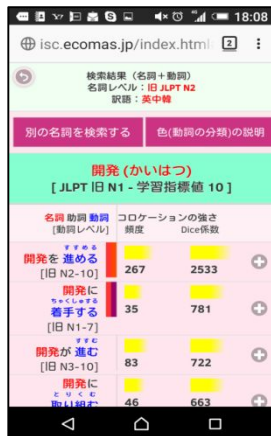 18:08
isc.ecomas.jp/index.html
2
検索結果(名詞+動詞)
名詞レベル:旧 JLPT N2
訳語:英中韓
別の名詞を検索する
色(動詞の分類)の説明
開発 (かいはつ)
[ JLPT 旧 N1 - 学習指標値 10 ]
名詞 助詞 動詞 コロケーションの強さ
[動詞レベル] 頻度 Dice係数
すすめる
開発を 進める
[旧 N2-10] 267 2533
開発に
ちゃくしゅする
着手する 35 781
[旧 N1-7]
すすむ
開発が 進む
[旧 N3-10] 83 722
開発に
とりくむ
取り組む 46 663